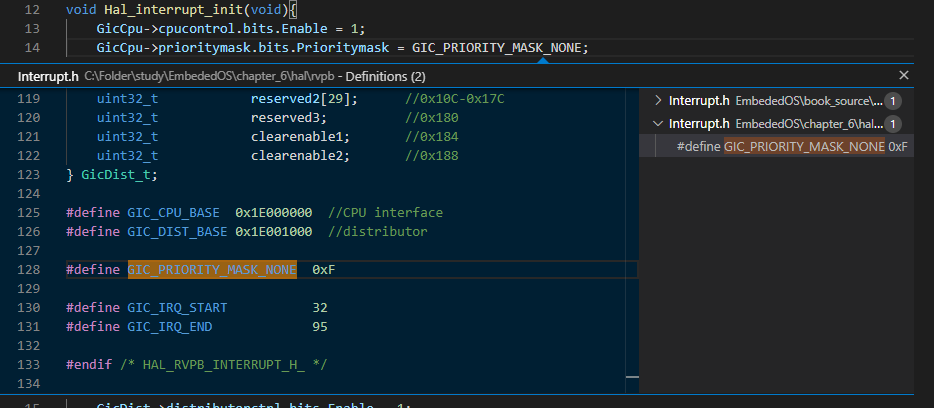 12 void Hal_interrupt_init(void){
13 GicCpu->cpucontrol.bits.Enable = 1;
14 GicCpu->prioritymask.bits.Prioritymask = GIC_PRIORITY_MASK_NONE;
Interrupt.h C:\Folder\study\EmbededOS\chapter_6\hal\rvpb - Definitions (2)
119 uint32_t reserved2[29]; //0x10C-0x17C
120 uint32_t reserved3; //0x180
121 uint32_t clearenable1; //0x184
122 uint32_t clearenable2; //0x188
123 } GicDist_t;
124
125 #define GIC_CPU_BASE 0x1E000000 //CPU interface
126 #define GIC_DIST_BASE 0x1E001000 //distributor
127
128 #define GIC_PRIORITY_MASK_NONE 0xF
129
130 #define GIC_IRQ_START 32
131 #define GIC_IRQ_END 95
132
133 #endif /* HAL_RVPB_INTERRUPT_H_ */
134
Interrupt.h EmbededOS\book_source\... 1
Interrupt.h EmbededOS\chapter_6\hal... 1
#define GIC_PRIORITY_MASK_NONE 0xF
15 GicDist->distributorctrl.bits.Enable = 1;